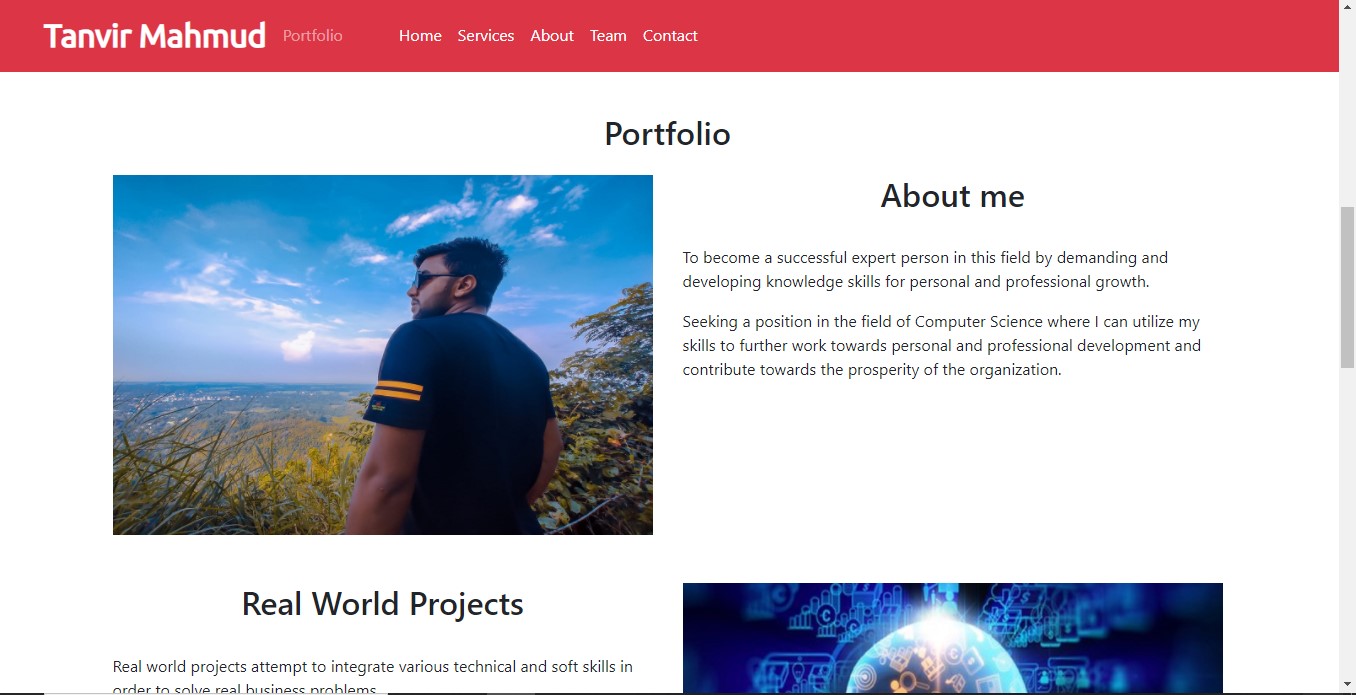 Tanvir Mahmud Portfolio Home Services About Team Contact
Portfolio
About me
To become a successful expert person in this field by demanding and
developing knowledge skills for personal and professional growth.
Seeking a position in the field of Computer Science where I can utilize my
skills to further work towards personal and professional development and
contribute towards the prosperity of the organization.
Real World Projects
Real world projects attempt to integrate various technical and soft skills in
order to solve real business problems